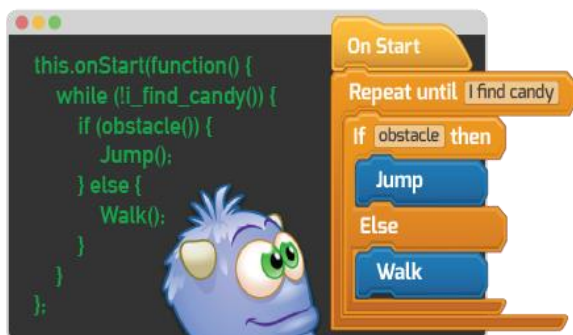 this.onStart(function() {
while (!i_find_candy()) {
if (obstacle()) {
Jump();
} else {
Walk();
}
}
};
On Start
Repeat until I find candy
If obstacle then
Jump
Else
Walk